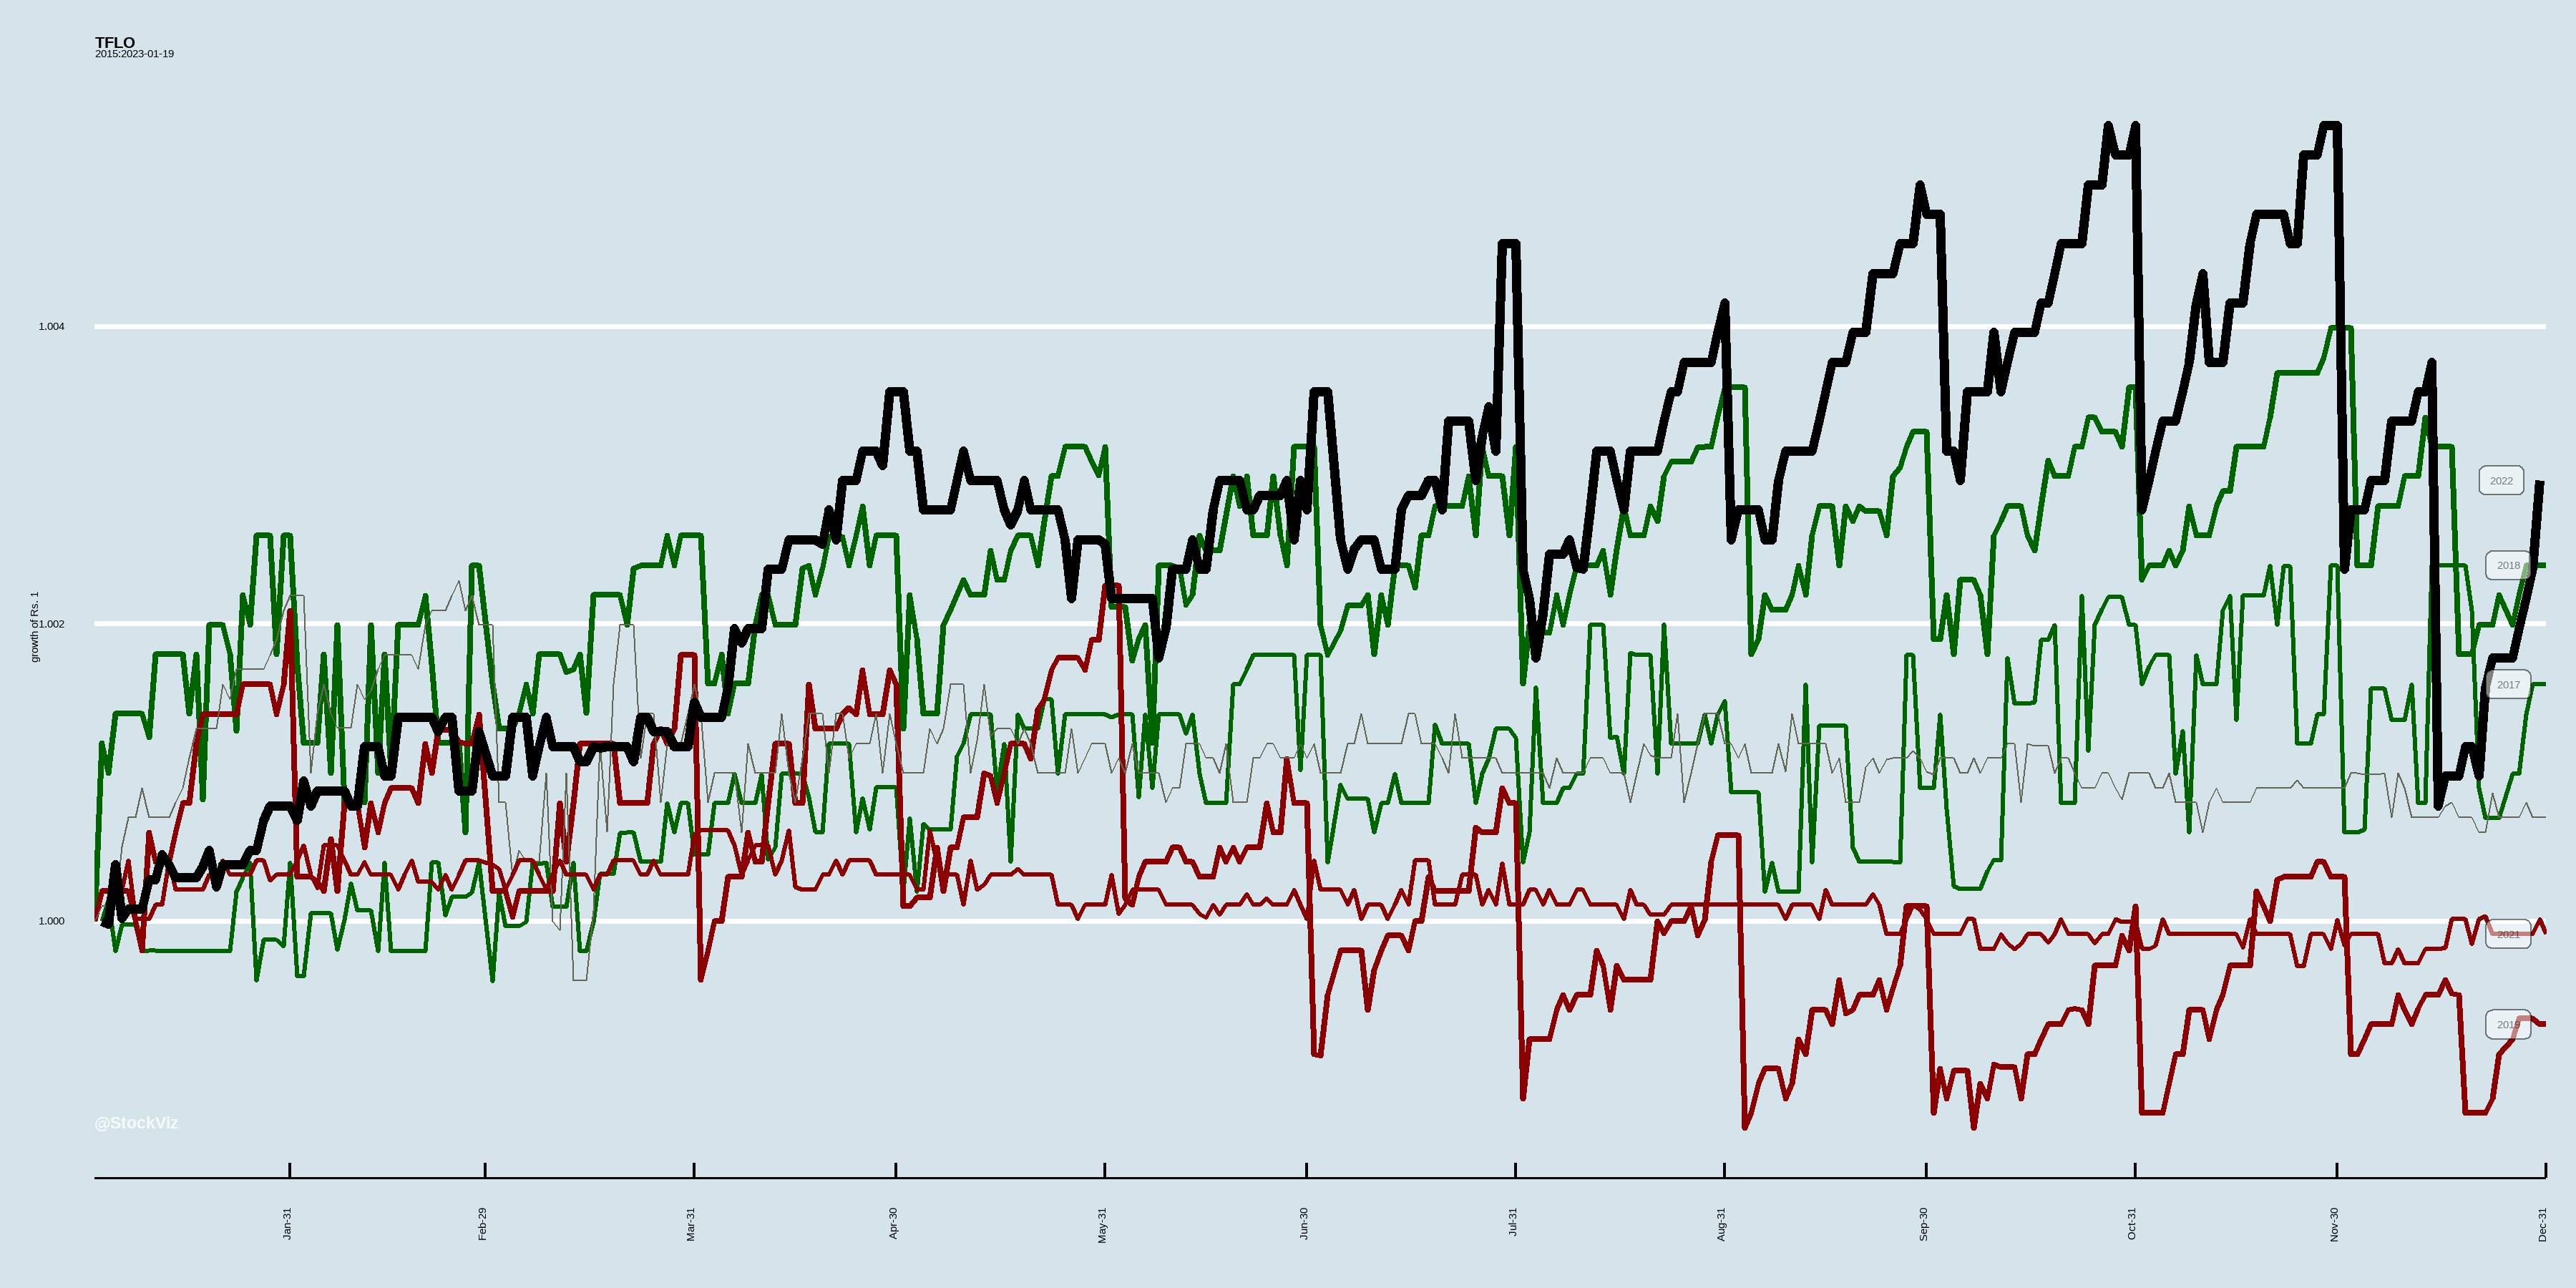 TFLO
2015:2023-01-19
growth of Rs. 1
1.004
1.002
1.000
2022
2018
2017
2021
2019
@StockViz
Jan-31
Feb-29
Mar-31
Apr-30
May-31
Jun-30
Jul-31
Aug-31
Sep-30
Oct-31
Nov-30
Dec-31